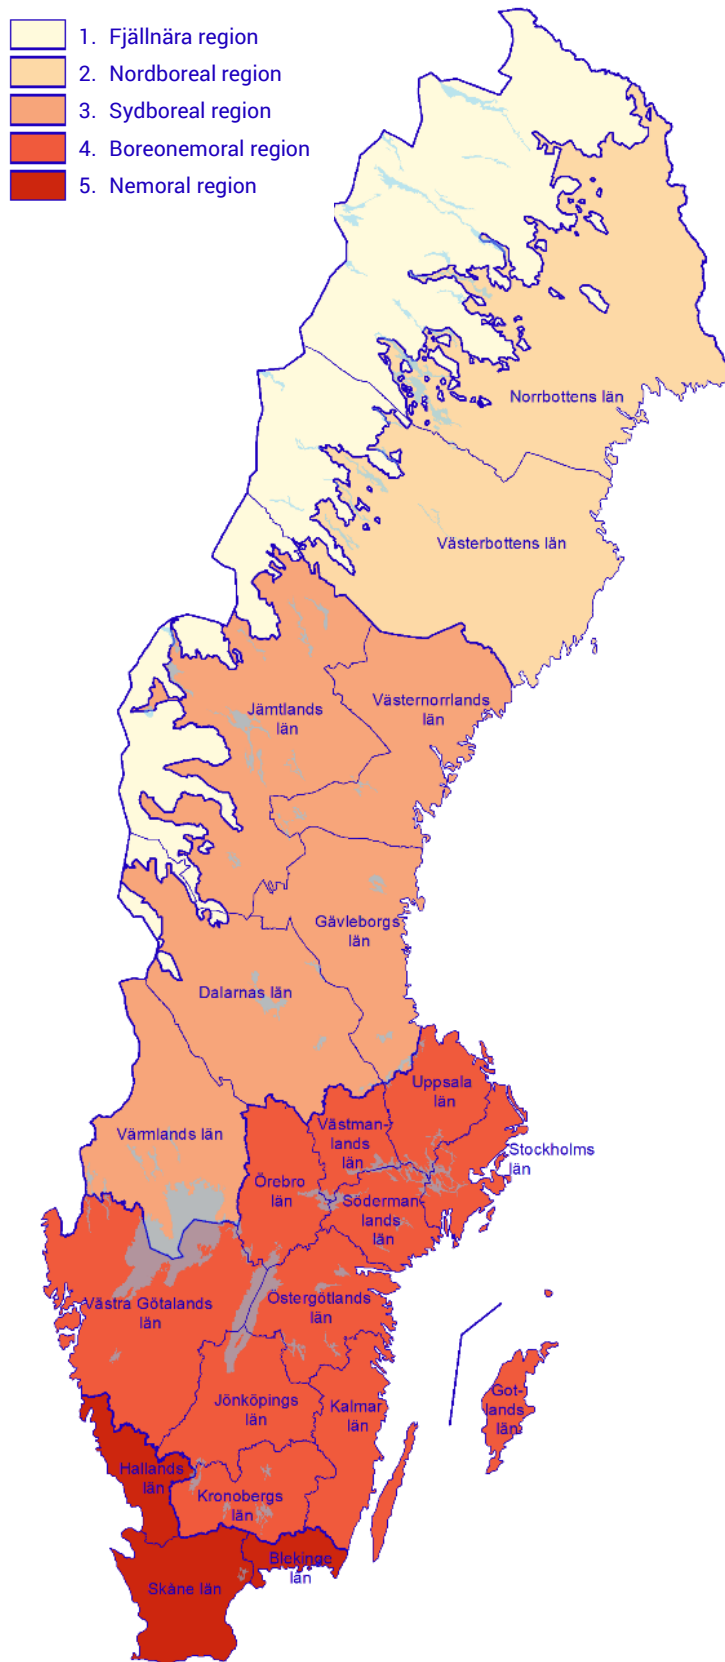 1. Fjällnära region
2. Nordboreal region
3. Sydboreal region
4. Boreonemoral region
5. Nemoral region
Norrbottens län
Västerbottens län
Jämtlands
län
Västernorrlands
län
Gävleborgs
län
Dalarnas län
Uppsala
län
Värmlands län
Västman-
lands
län
Stockholms
län
Örebro
län
Söderman-
lands
län
Västra Götalands
län
Östergötlands
län
Jönköpings
län
Kalmar
län
Got-
lands
län
Hallands
län
Kronobergs
län
Blekinge
län
Skåne län